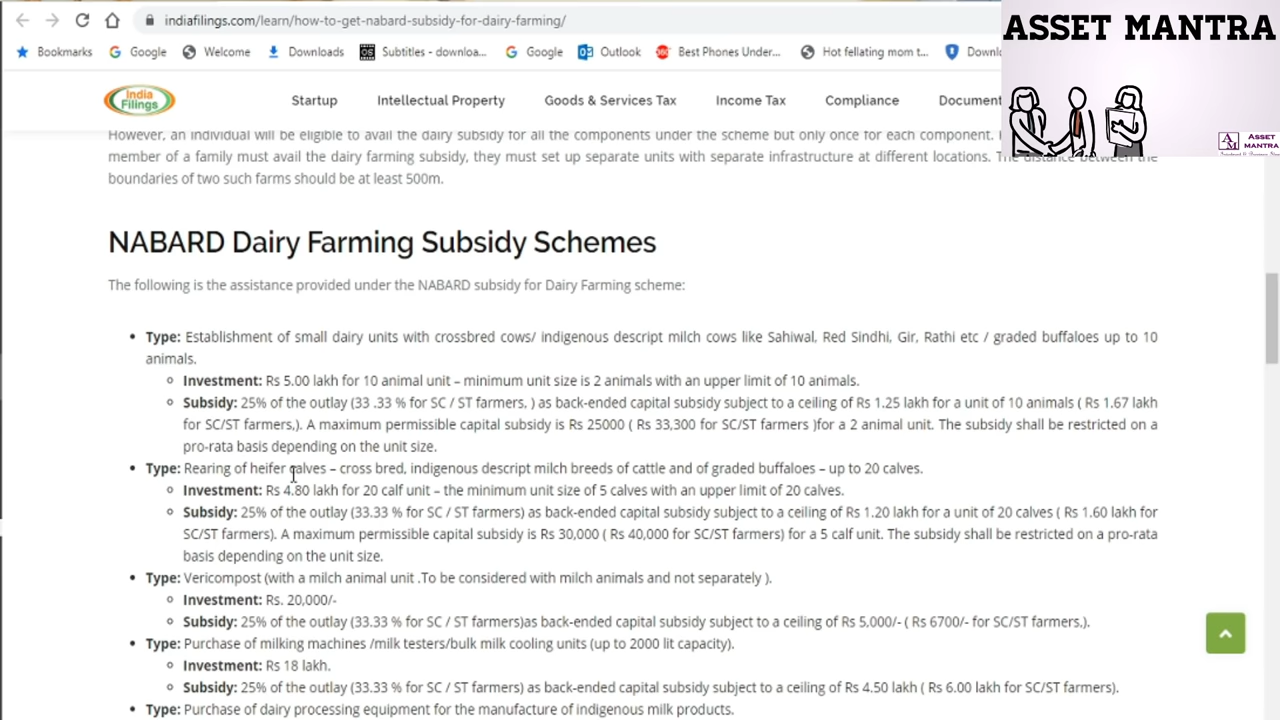 indiafilings.com/learn/how-to-get-nabard-subsidy-for-dairy-farming/
ASSET MANTRA
Bookmarks Google Welcome Downloads Subtitles - downloa... Google Outlook Best Phones Under... Hot fellating mom t... Downl
India Filings
Startup Intellectual Property Goods & Services Tax Income Tax Compliance Document
AM ASSET MANTRA
However, an individual will be eligible to avail the dairy subsidy for all the components under the scheme but only once for each component.
member of a family must avail the dairy farming subsidy, they must set up separate units with separate infrastructure at different locations. The distance between the
boundaries of two such farms should be at least 500m.
NABARD Dairy Farming Subsidy Schemes
The following is the assistance provided under the NABARD subsidy for Dairy Farming scheme:
• Type: Establishment of small dairy units with crossbred cows/ indigenous descript milch cows like Sahiwal, Red Sindhi, Gir, Rathi etc / graded buffaloes up to 10
animals.
Investment: Rs 5.00 lakh for 10 animal unit – minimum unit size is 2 animals with an upper limit of 10 animals.
Subsidy: 25% of the outlay (33 .33 % for SC / ST farmers, ) as back-ended capital subsidy subject to a ceiling of Rs 1.25 lakh for a unit of 10 animals ( Rs 1.67 lakh
for SC/ST farmers,). A maximum permissible capital subsidy is Rs 25000 ( Rs 33,300 for SC/ST farmers )for a 2 animal unit. The subsidy shall be restricted on a
pro-rata basis depending on the unit size.
• Type: Rearing of heifer calves – cross bred, indigenous descript milch breeds of cattle and of graded buffaloes – up to 20 calves.
Investment: Rs 4.80 lakh for 20 calf unit – the minimum unit size of 5 calves with an upper limit of 20 calves.
Subsidy: 25% of the outlay (33.33 % for SC / ST farmers) as back-ended capital subsidy subject to a ceiling of Rs 1.20 lakh for a unit of 20 calves ( Rs 1.60 lakh for
SC/ST farmers). A maximum permissible capital subsidy is Rs 30,000 ( Rs 40,000 for SC/ST farmers) for a 5 calf unit. The subsidy shall be restricted on a pro-rata
basis depending on the unit size.
• Type: Vericompost (with a milch animal unit .To be considered with milch animals and not separately ).
Investment: Rs. 20,000/-
Subsidy: 25% of the outlay (33.33 % for SC / ST farmers)as back-ended capital subsidy subject to a ceiling of Rs 5,000/- ( Rs 6700/- for SC/ST farmers,).
• Type: Purchase of milking machines /milk testers/bulk milk cooling units (up to 2000 lit capacity).
Investment: Rs 18 lakh.
Subsidy: 25% of the outlay (33.33 % for SC / ST farmers) as back-ended capital subsidy subject to a ceiling of Rs 4.50 lakh ( Rs 6.00 lakh for SC/ST farmers).
• Type: Purchase of dairy processing equipment for the manufacture of indigenous milk products.